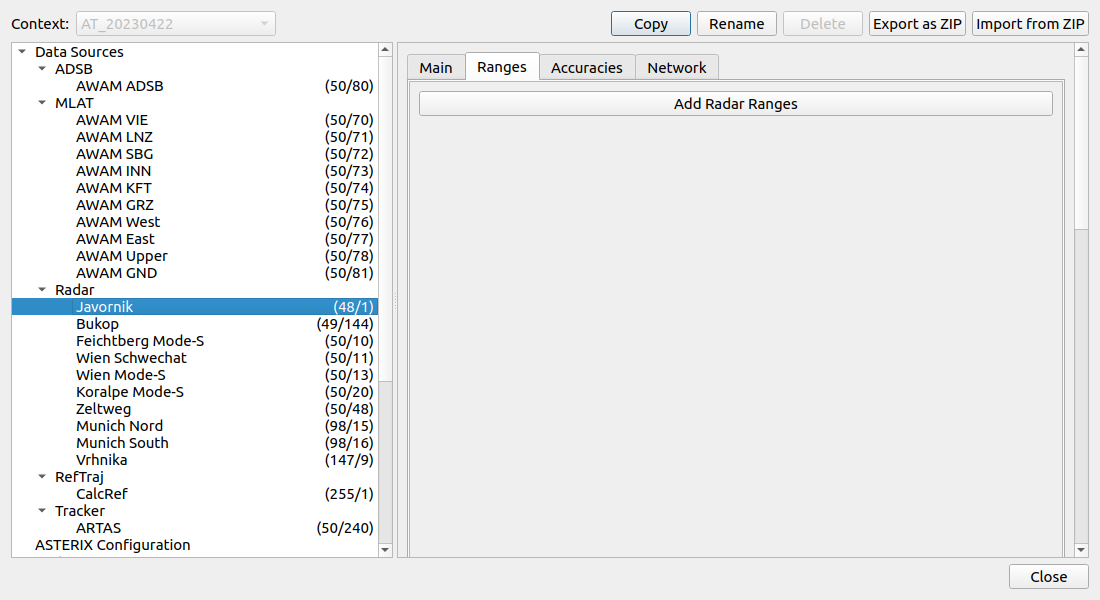 Context: AT_20230422 Copy Rename Delete Export as ZIP Import from ZIP
Data Sources
ADSB
AWAM ADSB (50/80)
MLAT
AWAM VIE (50/70)
AWAM LNZ (50/71)
AWAM SBG (50/72)
AWAM INN (50/73)
AWAM KFT (50/74)
AWAM GRZ (50/75)
AWAM West (50/76)
AWAM East (50/77)
AWAM Upper (50/78)
AWAM GND (50/81)
Radar
Javornik (48/1)
Bukop (49/144)
Feichtberg Mode-S (50/10)
Wien Schwechat (50/11)
Wien Mode-S (50/13)
Koralpe Mode-S (50/20)
Zeltweg (50/48)
Munich Nord (98/15)
Munich South (98/16)
Vrhnika (147/9)
RefTraj
CalcRef (255/1)
Tracker
ARTAS (50/240)
ASTERIX Configuration
Main Ranges Accuracies Network
Add Radar Ranges
Close